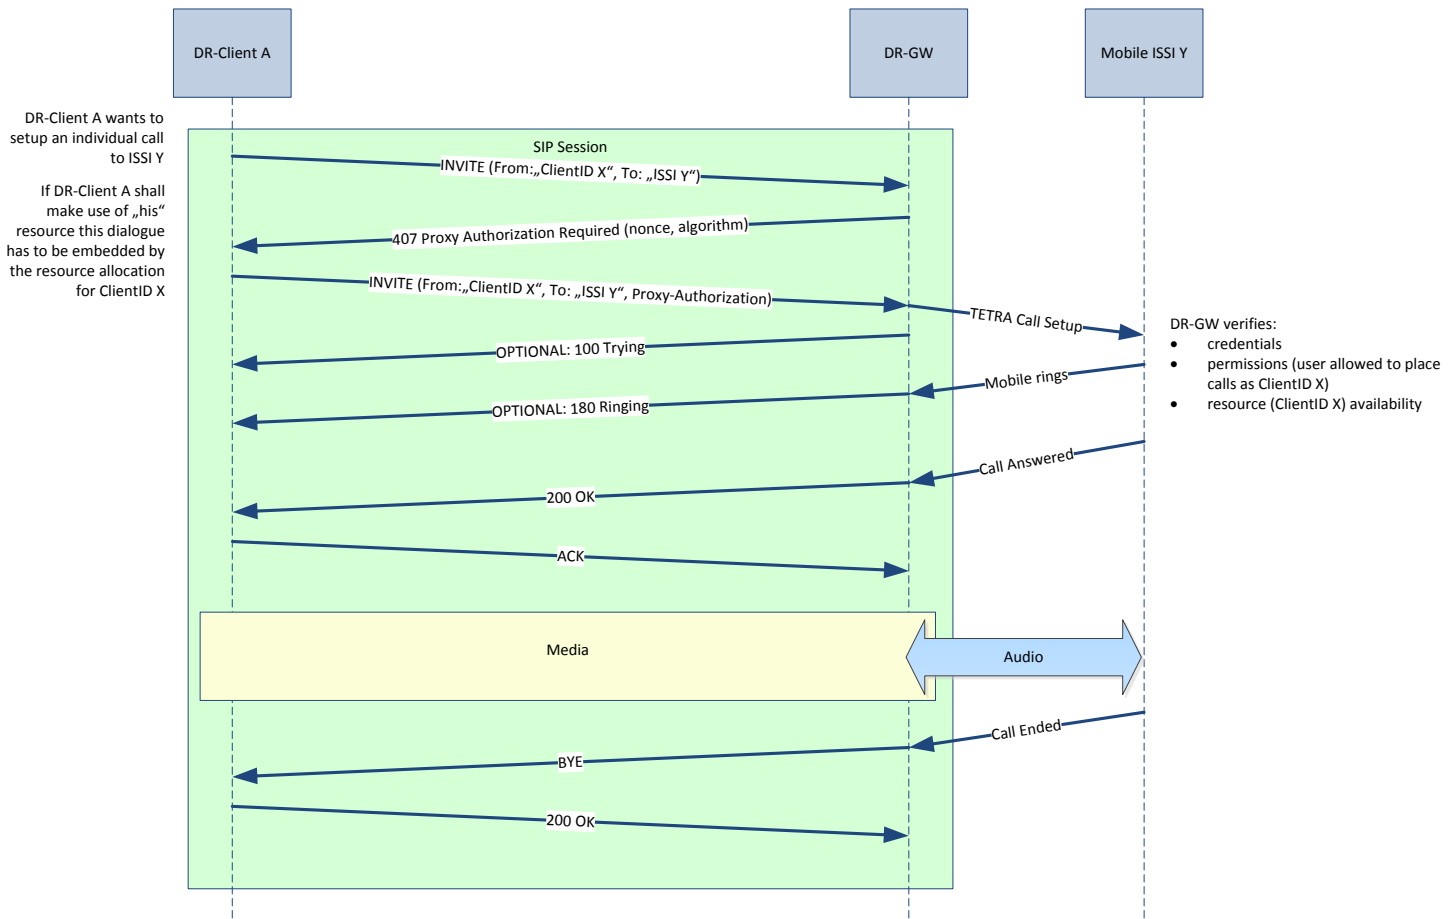 DR-Client A
DR-GW
Mobile ISSI Y
DR-Client A wants to
setup an individual call
to ISSI Y
If DR-Client A shall
make use of „his“
resource this dialogue
has to be embedded by
the resource allocation
for ClientID X
SIP Session
INVITE (From:„ClientID X“, To: „ISSI Y“)
407 Proxy Authorization Required (nonce, algorithm)
INVITE (From:„ClientID X“, To: „ISSI Y“, Proxy-Authorization)
TETRA Call Setup
DR-GW verifies:
• credentials
• permissions (user allowed to place
calls as ClientID X)
• resource (ClientID X) availability
OPTIONAL: 100 Trying
Mobile rings
OPTIONAL: 180 Ringing
Call Answered
200 OK
ACK
Media
Audio
Call Ended
BYE
200 OK